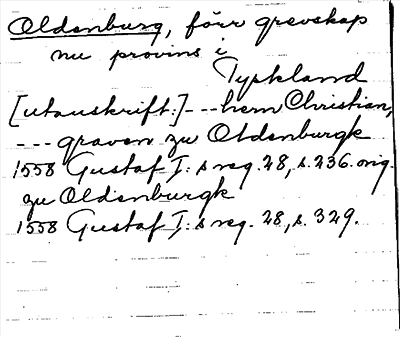 Oldenburg, förr grevskap
nu provins i
Tyskland
[utanskrift:] --- hern Christian,
--- graven zu Oldenburgk
1558 Gustaf I:s reg. 28, s. 236. orig.
zu Oldenburgk
1558 Gustaf I:s reg. 28, s. 329.